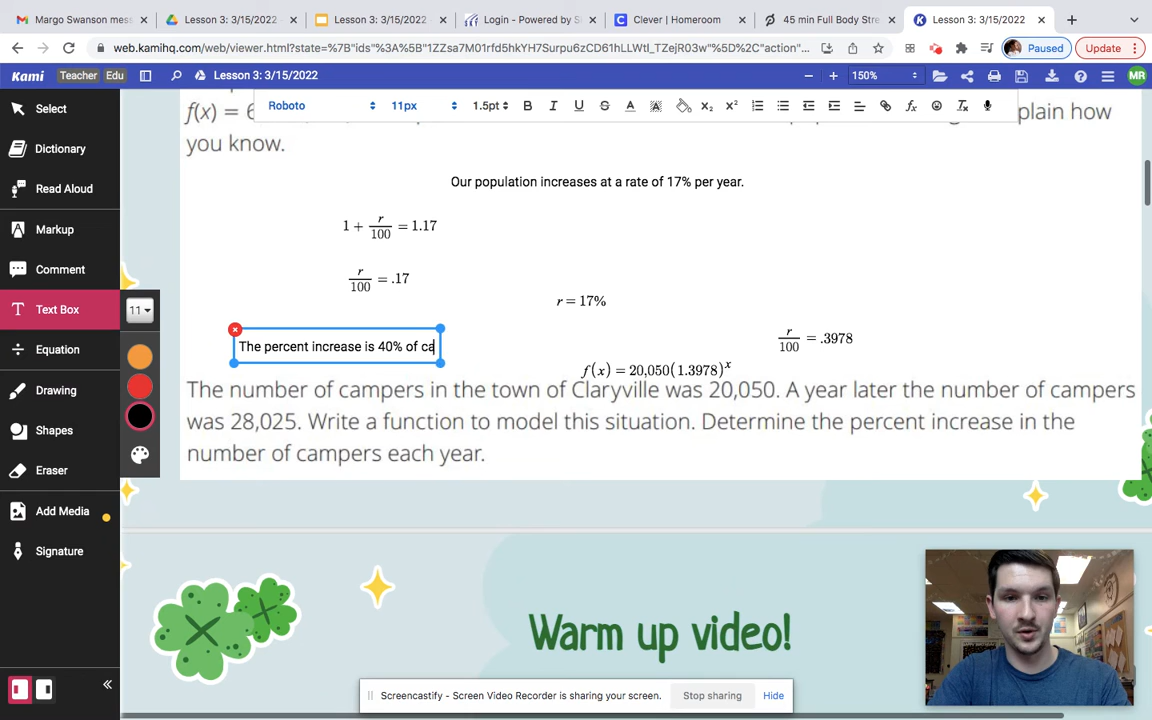 Margo Swanson mess
Lesson 3: 3/15/2022 -
Lesson 3: 3/15/2022 -
Login - Powered by S
Clever | Homeroom
45 min Full Body Stre
Lesson 3: 3/15/2022
web.kamihq.com/web/viewer.html?state=%7B"ids"%3A%5B"1ZZsa7M01rfd5hkYH7Surpu6zCD61hLLWtl_TZejR03w"%5D%2C"action"...
Paused
Update
Kami Teacher Edu
Lesson 3: 3/15/2022
150%
MR
Select
Dictionary
Read Aloud
Markup
Comment
Text Box
Equation
Drawing
Shapes
Eraser
Add Media
Signature
11
Roboto 11px 1.5pt B I U S A A X₂ X²
f(x) = 6
plain how
you know.
Our population increases at a rate of 17% per year.
1 + r/100 = 1.17
r/100 = .17
r = 17%
r/100 = .3978
The percent increase is 40% of ca
f(x) = 20,050(1.3978)^x
The number of campers in the town of Claryville was 20,050. A year later the number of campers
was 28,025. Write a function to model this situation. Determine the percent increase in the
number of campers each year.
Warm up video!
Screencastify - Screen Video Recorder is sharing your screen.
Stop sharing
Hide